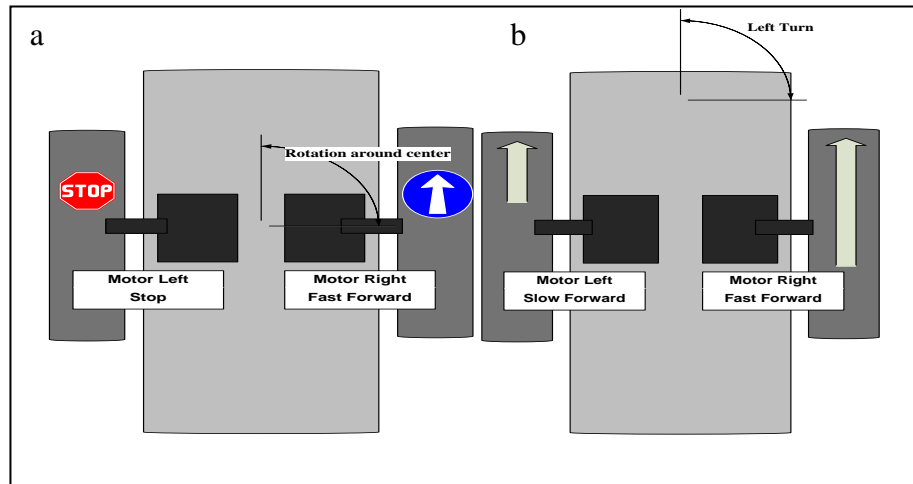 a
b
Left Turn
Rotation around center
STOP
Motor Left
Stop
Motor Right
Fast Forward
Motor Left
Slow Forward
Motor Right
Fast Forward